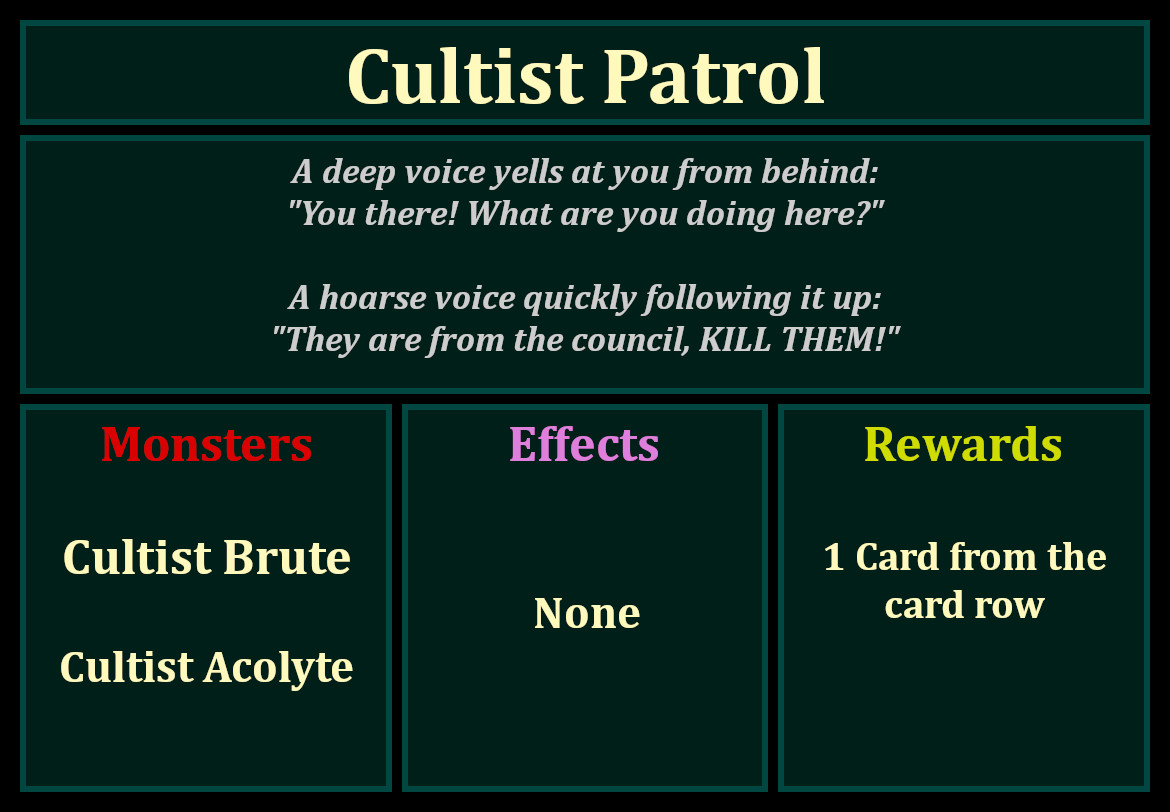 Cultist Patrol
A deep voice yells at you from behind:
"You there! What are you doing here?"
A hoarse voice quickly following it up:
"They are from the council, KILL THEM!"
Monsters
Cultist Brute
Cultist Acolyte
Effects
None
Rewards
1 Card from the
card row